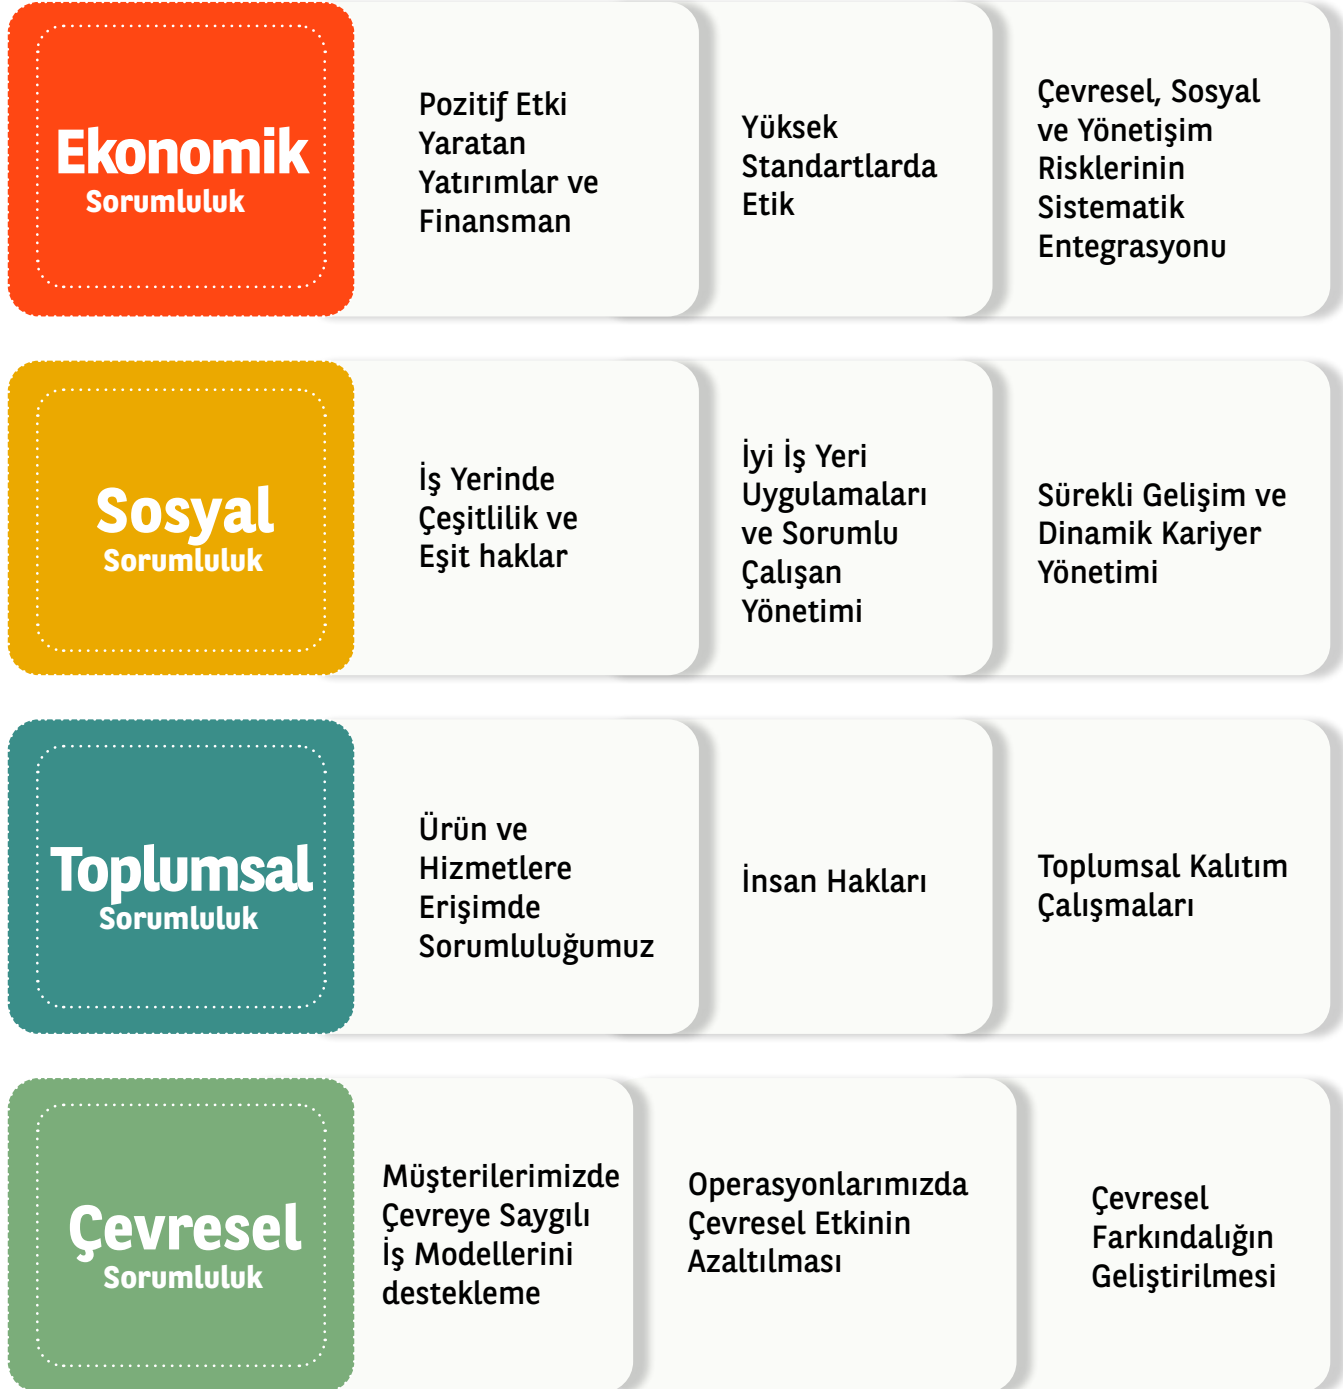 Ekonomik
Sorumluluk
Pozitif Etki
Yaratan
Yatırımlar ve
Finansman
Yüksek
Standartlarda
Etik
Çevresel, Sosyal
ve Yönetişim
Risklerinin
Sistematik
Entegrasyonu
Sosyal
Sorumluluk
İş Yerinde
Çeşitlilik ve
Eşit haklar
İyi İş Yeri
Uygulamaları
ve Sorumlu
Çalışan
Yönetimi
Sürekli Gelişim ve
Dinamik Kariyer
Yönetimi
Toplumsal
Sorumluluk
Ürün ve
Hizmetlere
Erişimde
Sorumluluğumuz
İnsan Hakları
Toplumsal Kalıtım
Çalışmaları
Çevresel
Sorumluluk
Müşterilerimizde
Çevreye Saygılı
İş Modellerini
destekleme
Operasyonlarımızda
Çevresel Etkinin
Azaltılması
Çevresel
Farkındalığın
Geliştirilmesi